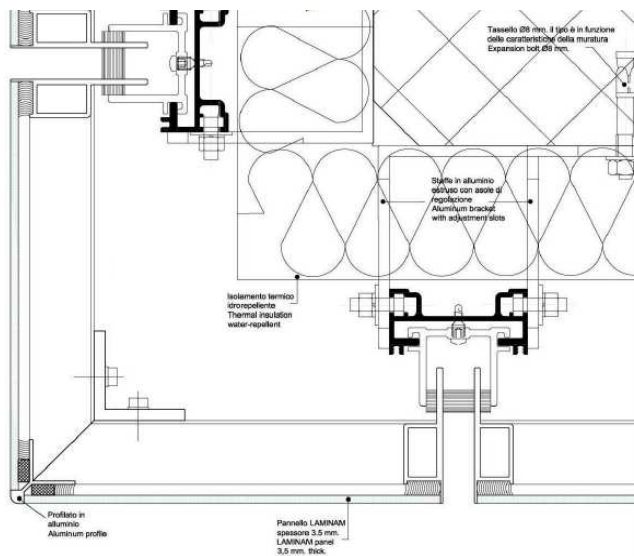 Tassello Ø8 mm. il tipo è in funzione
delle caratteristiche della muratura
Expansion bolt Ø8 mm.
Staffe in alluminio
estruso con asole di
regolazione
Aluminum bracket
with adjustment slots
Isolamento termico
idrorepellente
Thermal insulation
water-repellent
Profilato in
alluminio
Aluminum profile
Pannello LAMINAM
spessore 3.5 mm.
LAMINAM panel
3,5 mm. thick.